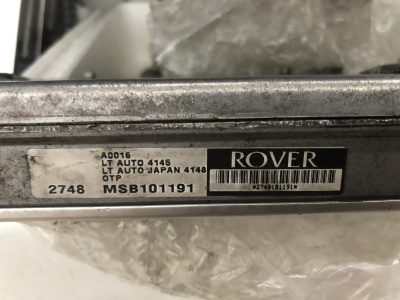 A0015
LT AUTO 4145
LT AUTO JAPAN 4148
OTP
2748 MSB101191
ROVER
*2748101191*